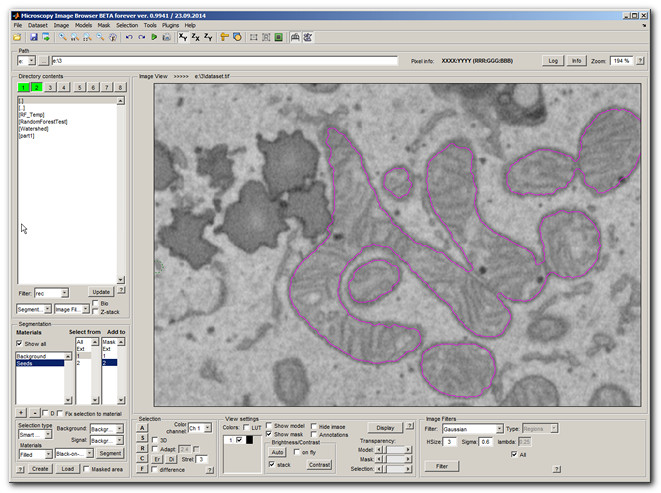 Microscopy Image Browser BETA forever ver. 0.9941 / 23.09.2014
File Dataset Image Models Mask Selection Tools Plugins Help
Path
e: ... e:\3 Pixel info: XXXX:YYYY (RRR:GGG:BBB) Log Info Zoom: 194 % ?
Directory contents
Image View >>>>> e:\3\dataset.tif
1 2 3 4 5 6 7 8
[.]
[..]
[RF_Temp]
[RandomForestTest]
[Watershed]
[part1]
Filter: rec Update ?
Segment... Image Fil... Bio
Z-stack
Segmentation
Materials Select from Add to
Show all
All
Ext
1
2
Mask
Ext
1
2
Background
Seeds
+ - D Fix selection to material
Selection type Background: Backgr...
Smart ... Signal: Backgr...
Materials
Filled Black-on-... Segment
? Create Load Masked area
Selection
A Color channel: Ch 1
S 3D
R Adapt. 2.4
C Er Di Strel: 3
F difference ?
View settings
Colors: LUT
1
Show model Hide image
Show mask Annotations
Display ?
Brightness/Contrast
Auto on fly
stack Contrast
Transparency:
Model:
Mask:
Selection:
Image Filters
Filter: Gaussian Type: Regions
HSize 3 Sigma 0.6 lambda: 0.25
All
Filter ?